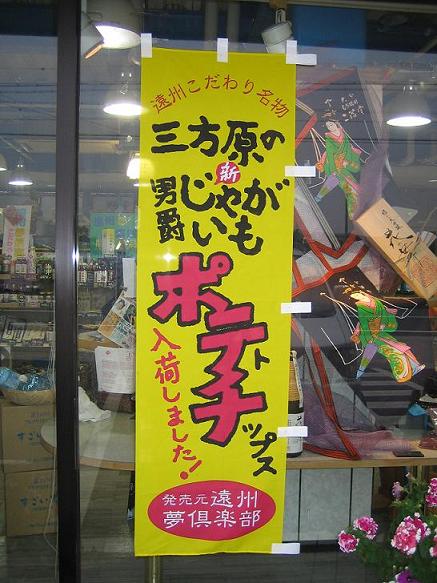 遠州こだわり名物
三方原の
新
男爵じゃがいも
ポテトチップス
入荷しました!
発売元 遠州
夢倶楽部